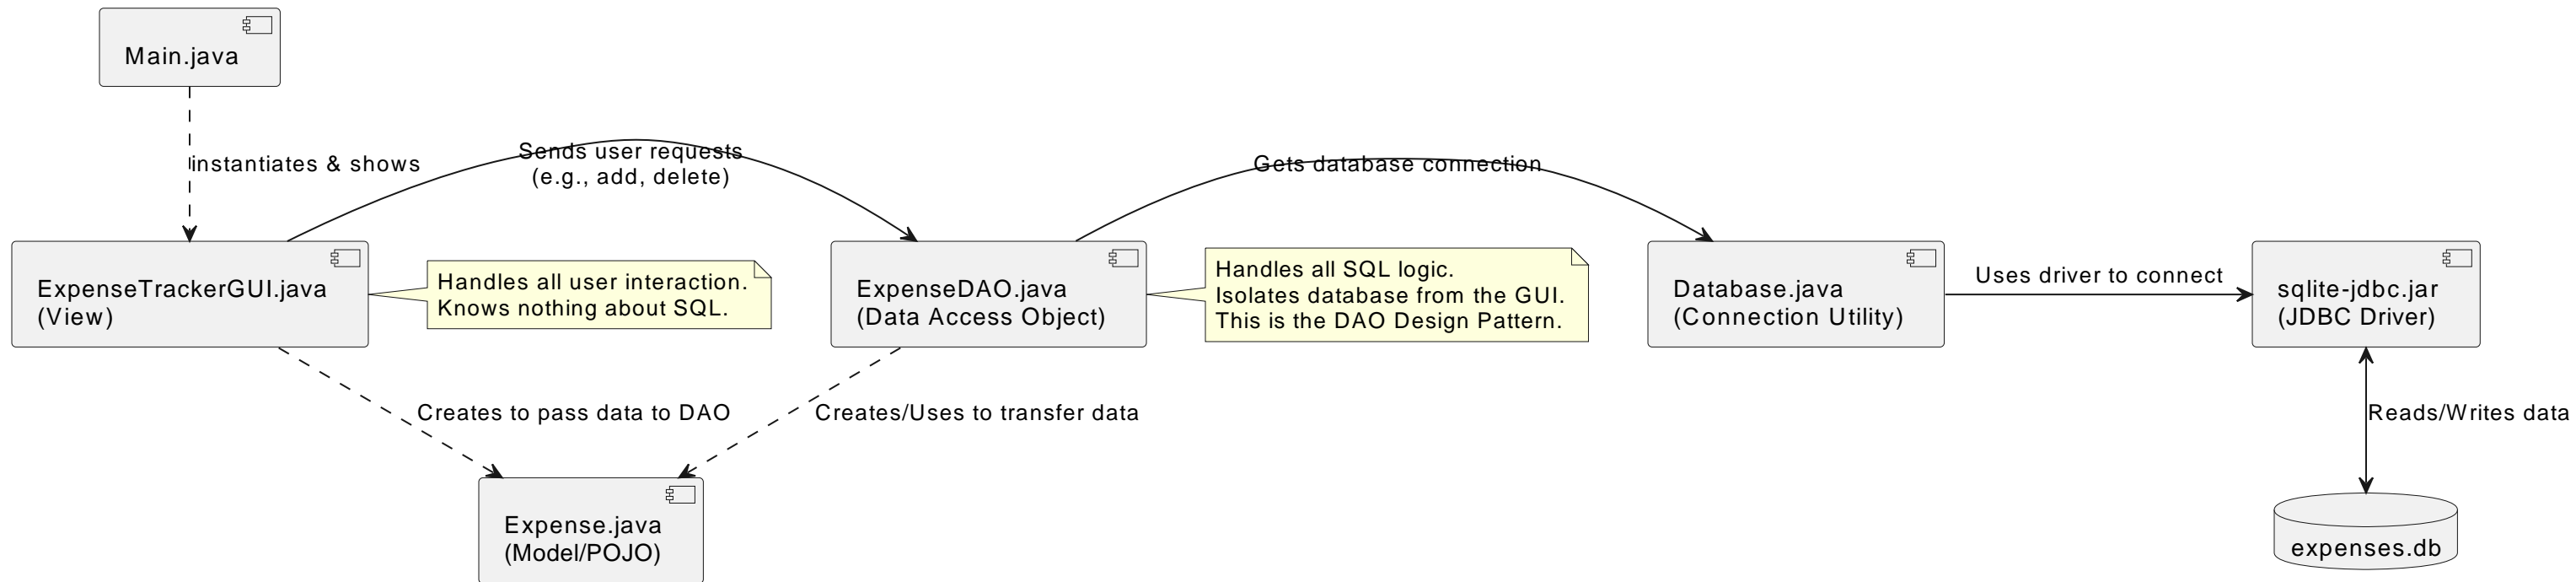 Main.java
instantiates & shows
Sends user requests
(e.g., add, delete)
Gets database connection
ExpenseTrackerGUI.java
(View)
Handles all user interaction.
Knows nothing about SQL.
ExpenseDAO.java
(Data Access Object)
Handles all SQL logic.
Isolates database from the GUI.
This is the DAO Design Pattern.
Database.java
(Connection Utility)
Uses driver to connect
sqlite-jdbc.jar
(JDBC Driver)
Creates to pass data to DAO
Creates/Uses to transfer data
Reads/Writes data
Expense.java
(Model/POJO)
expenses.db